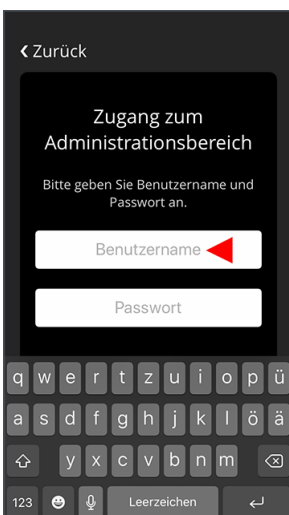 Zurück
Zugang zum
Administrationsbereich
Bitte geben Sie Benutzername und
Passwort an.
Benutzername
Passwort
q w e r t z u i o p ü
a s d f g h j k l ö ä
y x c v b n m
123 Leerzeichen